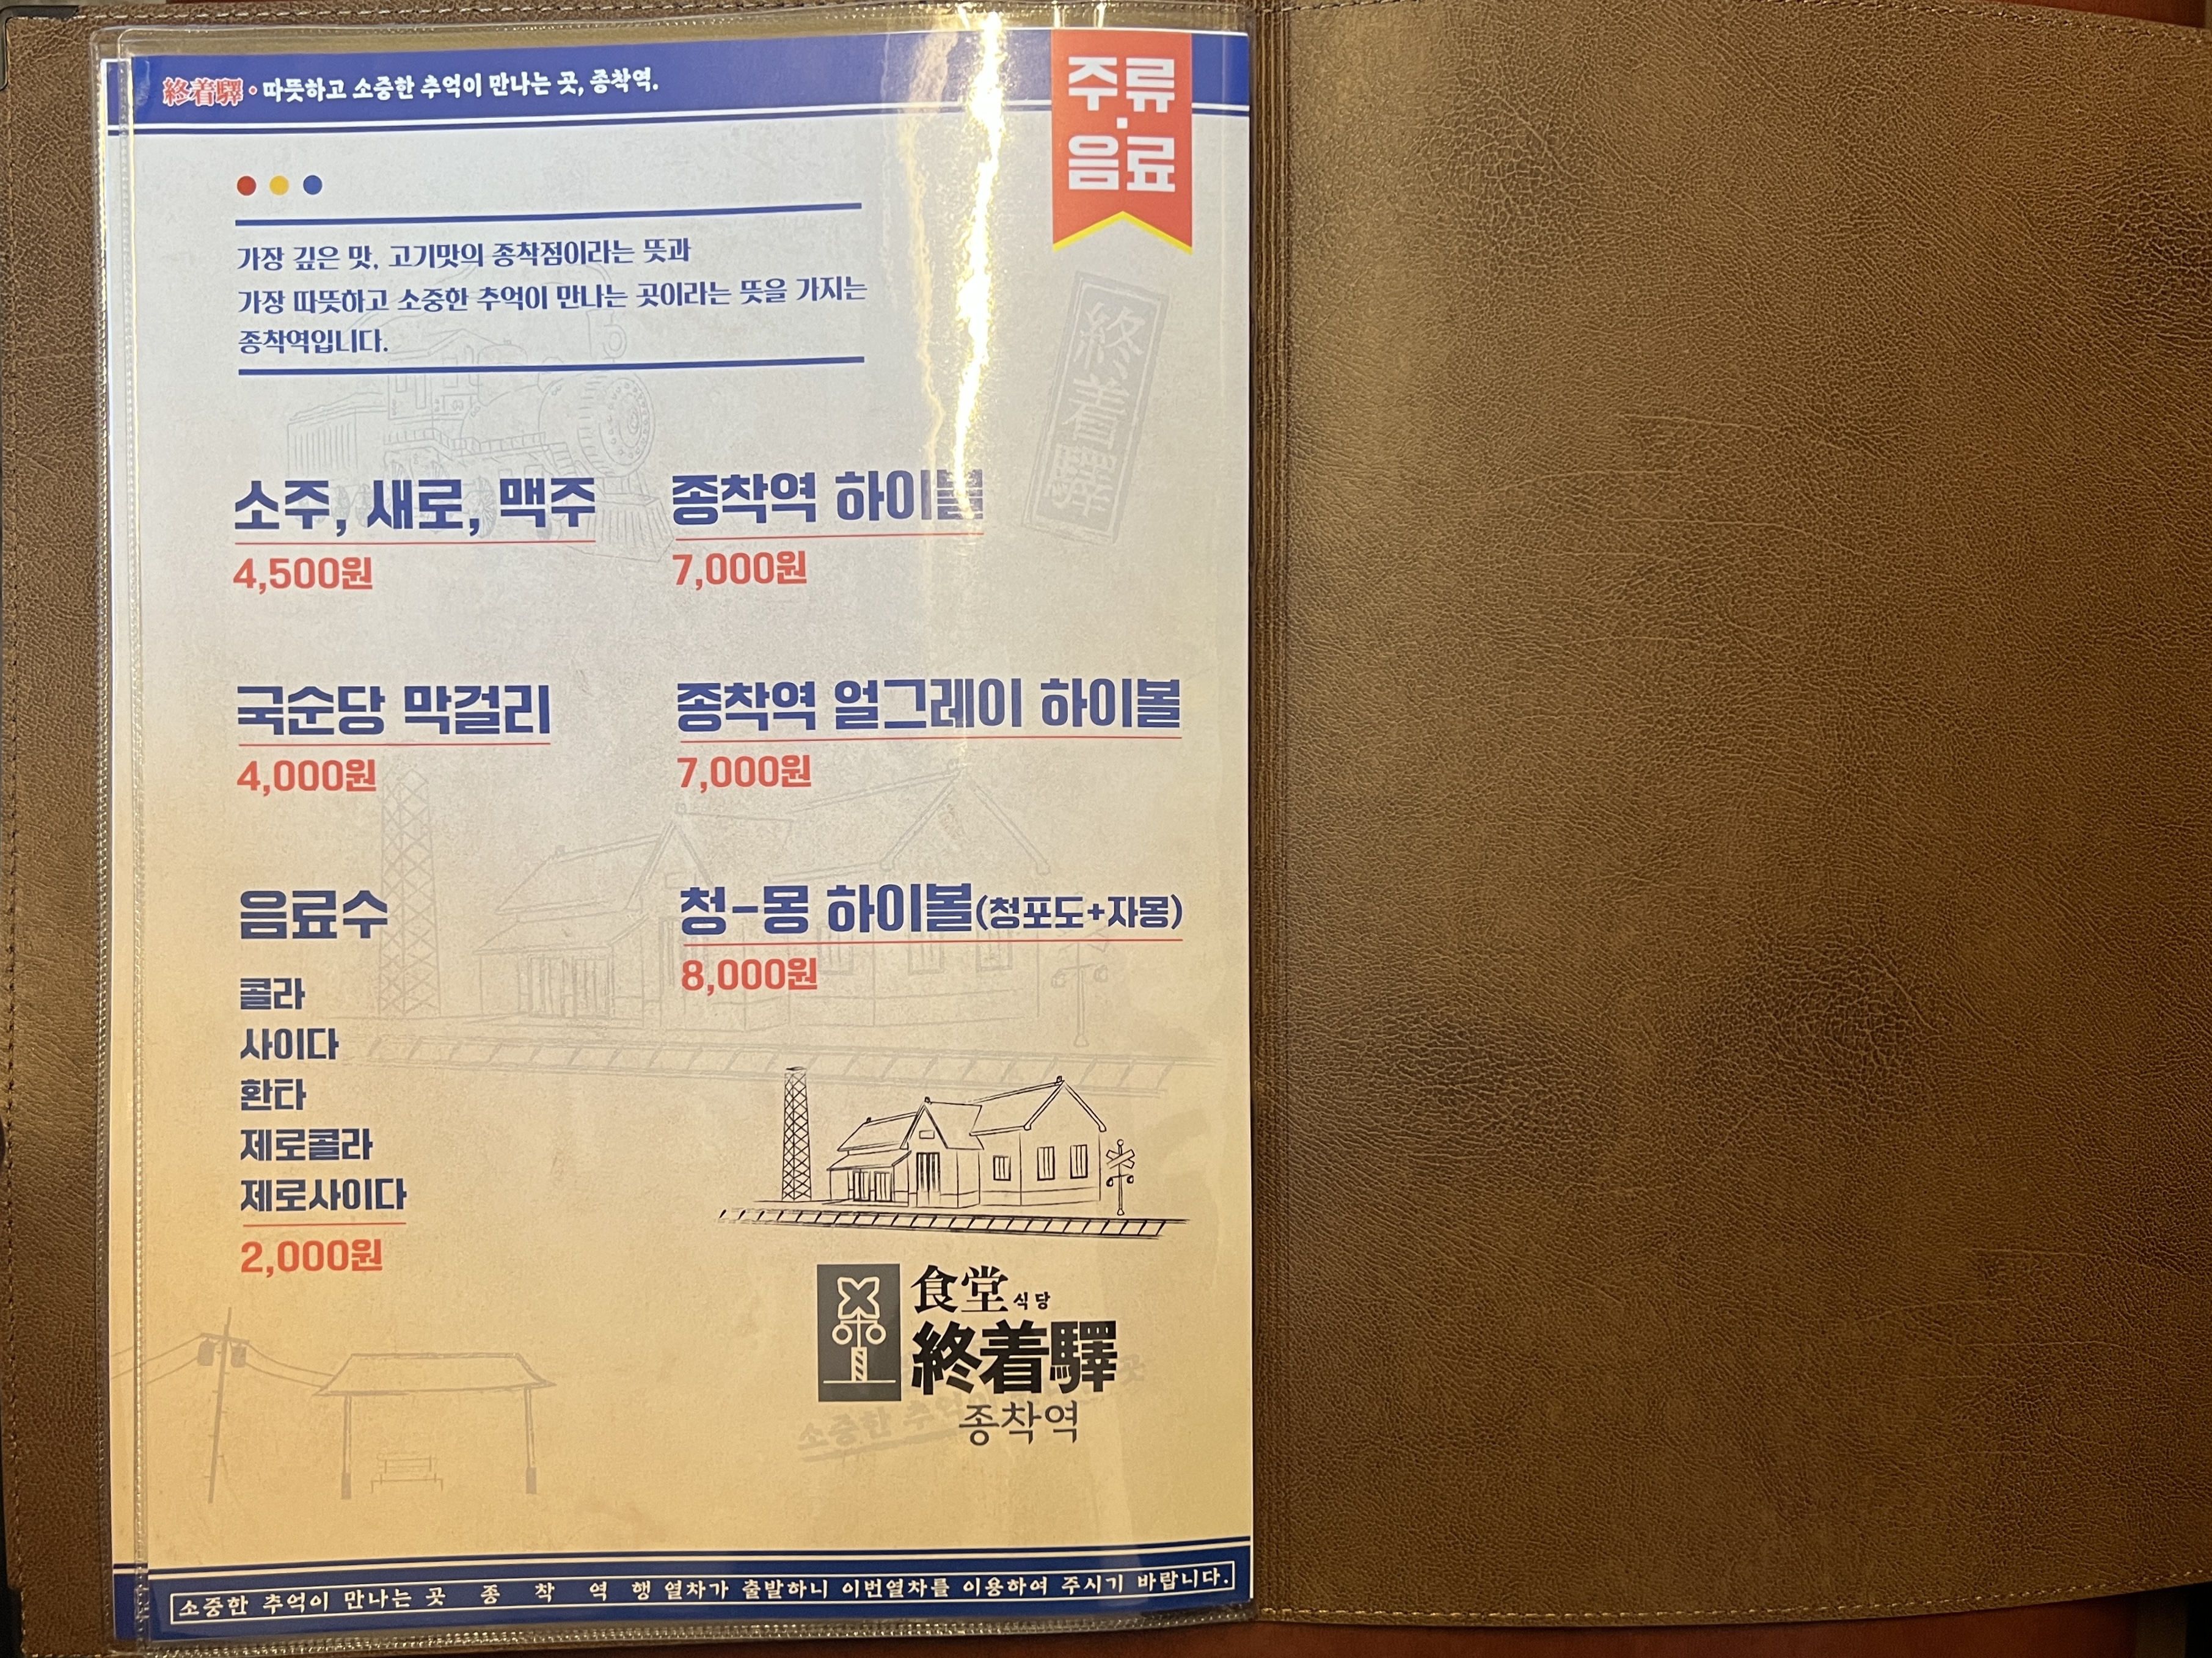 終着驛 · 따뜻하고 소중한 추억이 만나는 곳, 종착역.
주류
·
음료
가장 깊은 맛, 고기맛의 종착점이라는 뜻과
가장 따뜻하고 소중한 추억이 만나는 곳이라는 뜻을 가지는
종착역입니다.
終着驛
소주, 새로, 맥주
4,500원
종착역 하이볼
7,000원
국순당 막걸리
4,000원
종착역 얼그레이 하이볼
7,000원
음료수
콜라
사이다
환타
제로콜라
제로사이다
2,000원
청-몽 하이볼(청포도+자몽)
8,000원
食堂 식당
終着驛
종착역
소중한 추억이
곳
소중한 추억이 만나는 곳 종 착 역 행 열차가 출발하니 이번열차를 이용하여 주시기 바랍니다.